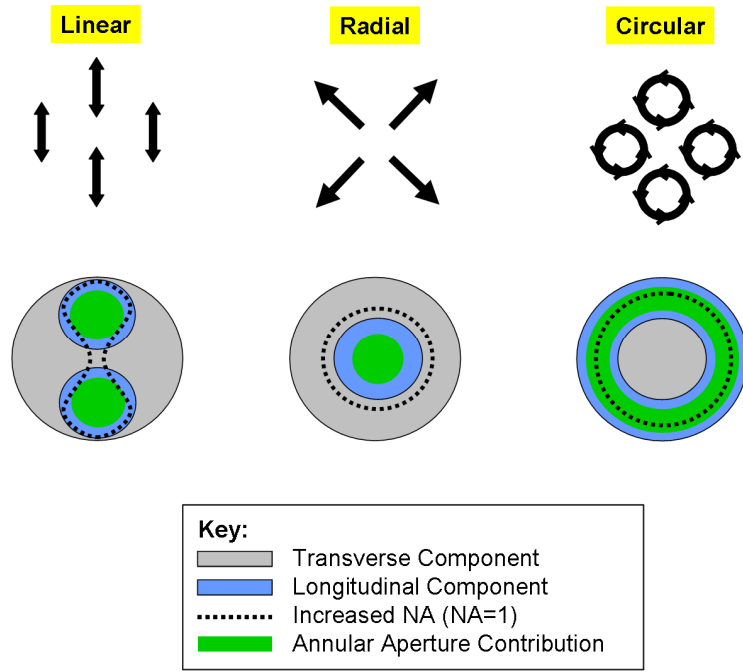 Linear
Radial
Circular
Key:
Transverse Component
Longitudinal Component
Increased NA (NA=1)
Annular Aperture Contribution